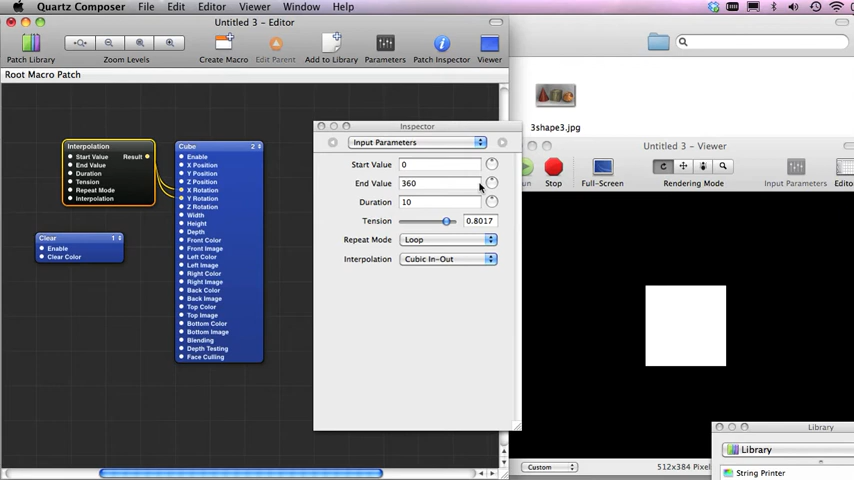 Quartz Composer File Edit Editor Viewer Window Help
Untitled 3 - Editor
Patch Library Zoom Levels Create Macro Edit Parent Add to Library Parameters Patch Inspector Viewer
Root Macro Patch
3shape3.jpg
Interpolation
Start Value Result
End Value
Duration
Tension
Repeat Mode
Interpolation
Clear 1
Enable
Clear Color
Cube 2
Enable
X Position
Y Position
Z Position
X Rotation
Y Rotation
Z Rotation
Width
Height
Depth
Front Color
Front Image
Left Color
Left Image
Right Color
Right Image
Back Color
Back Image
Top Color
Top Image
Bottom Color
Bottom Image
Blending
Depth Testing
Face Culling
Inspector
Input Parameters
Start Value 0
End Value 360
Duration 10
Tension 0.8017
Repeat Mode Loop
Interpolation Cubic In-Out
Untitled 3 - Viewer
Stop Full-Screen Rendering Mode Input Parameters Viewer
Custom 512x384 Pixel
Library
Library
String Printer